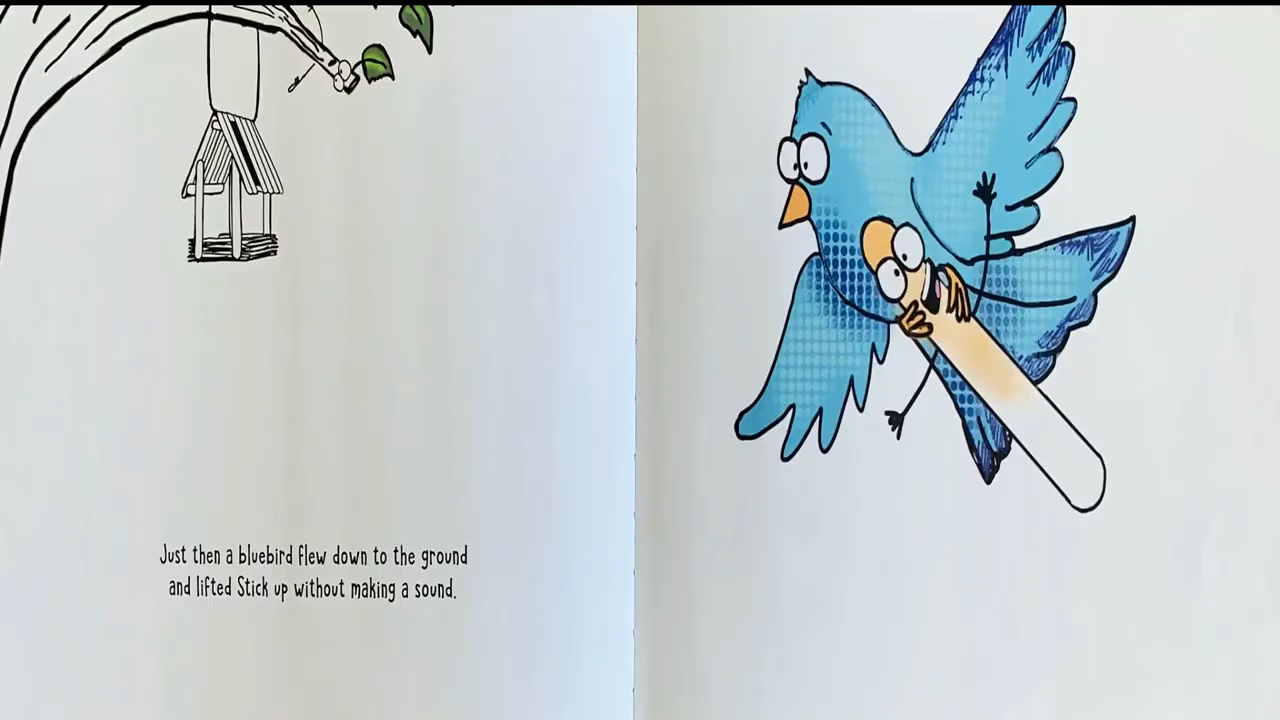 Just then a bluebird flew down to the ground
and lifted Stick up without making a sound.